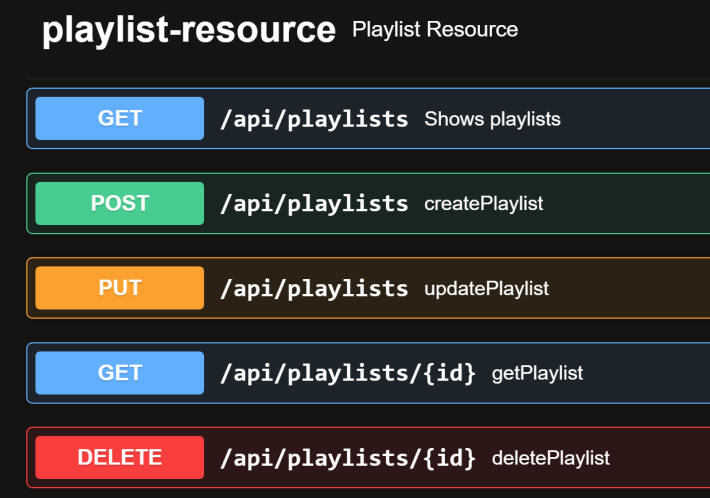 playlist-resource Playlist Resource
GET /api/playlists Shows playlists
POST /api/playlists createPlaylist
PUT /api/playlists updatePlaylist
GET /api/playlists/{id} getPlaylist
DELETE /api/playlists/{id} deletePlaylist